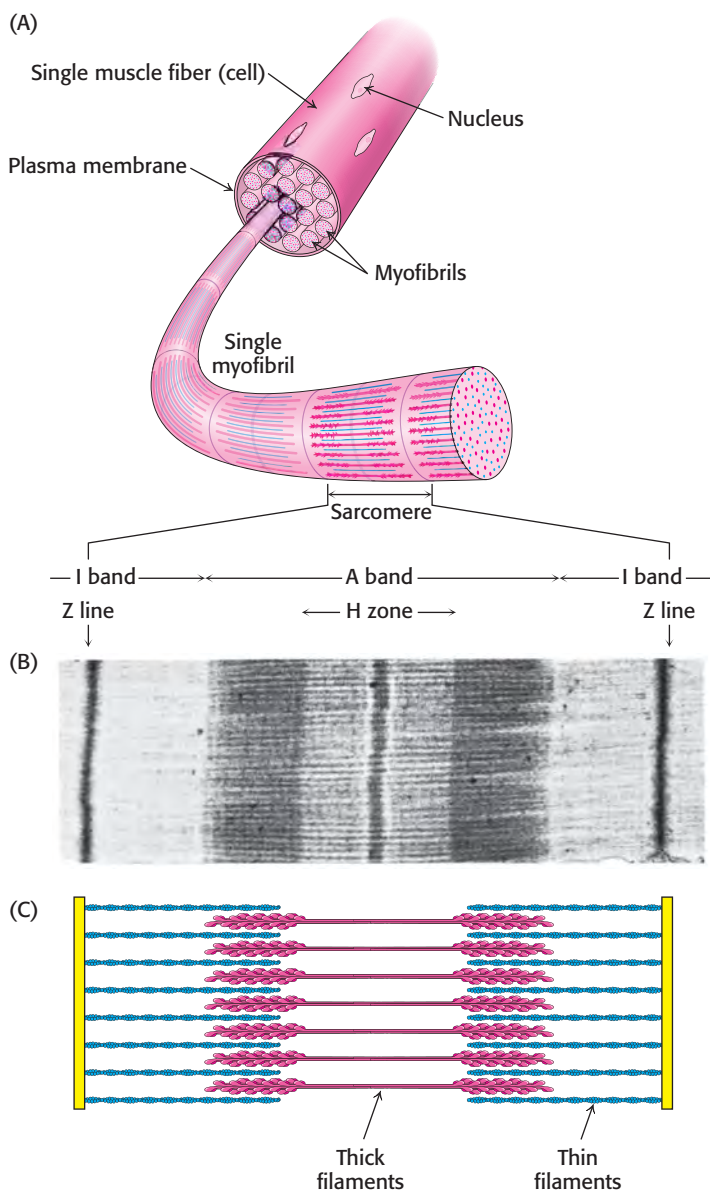 (A)
Single muscle fiber (cell)
Nucleus
Plasma membrane
Myofibrils
Single
myofibril
Sarcomere
I band
A band
I band
Z line
H zone
Z line
(B)
(C)
Thick
filaments
Thin
filaments